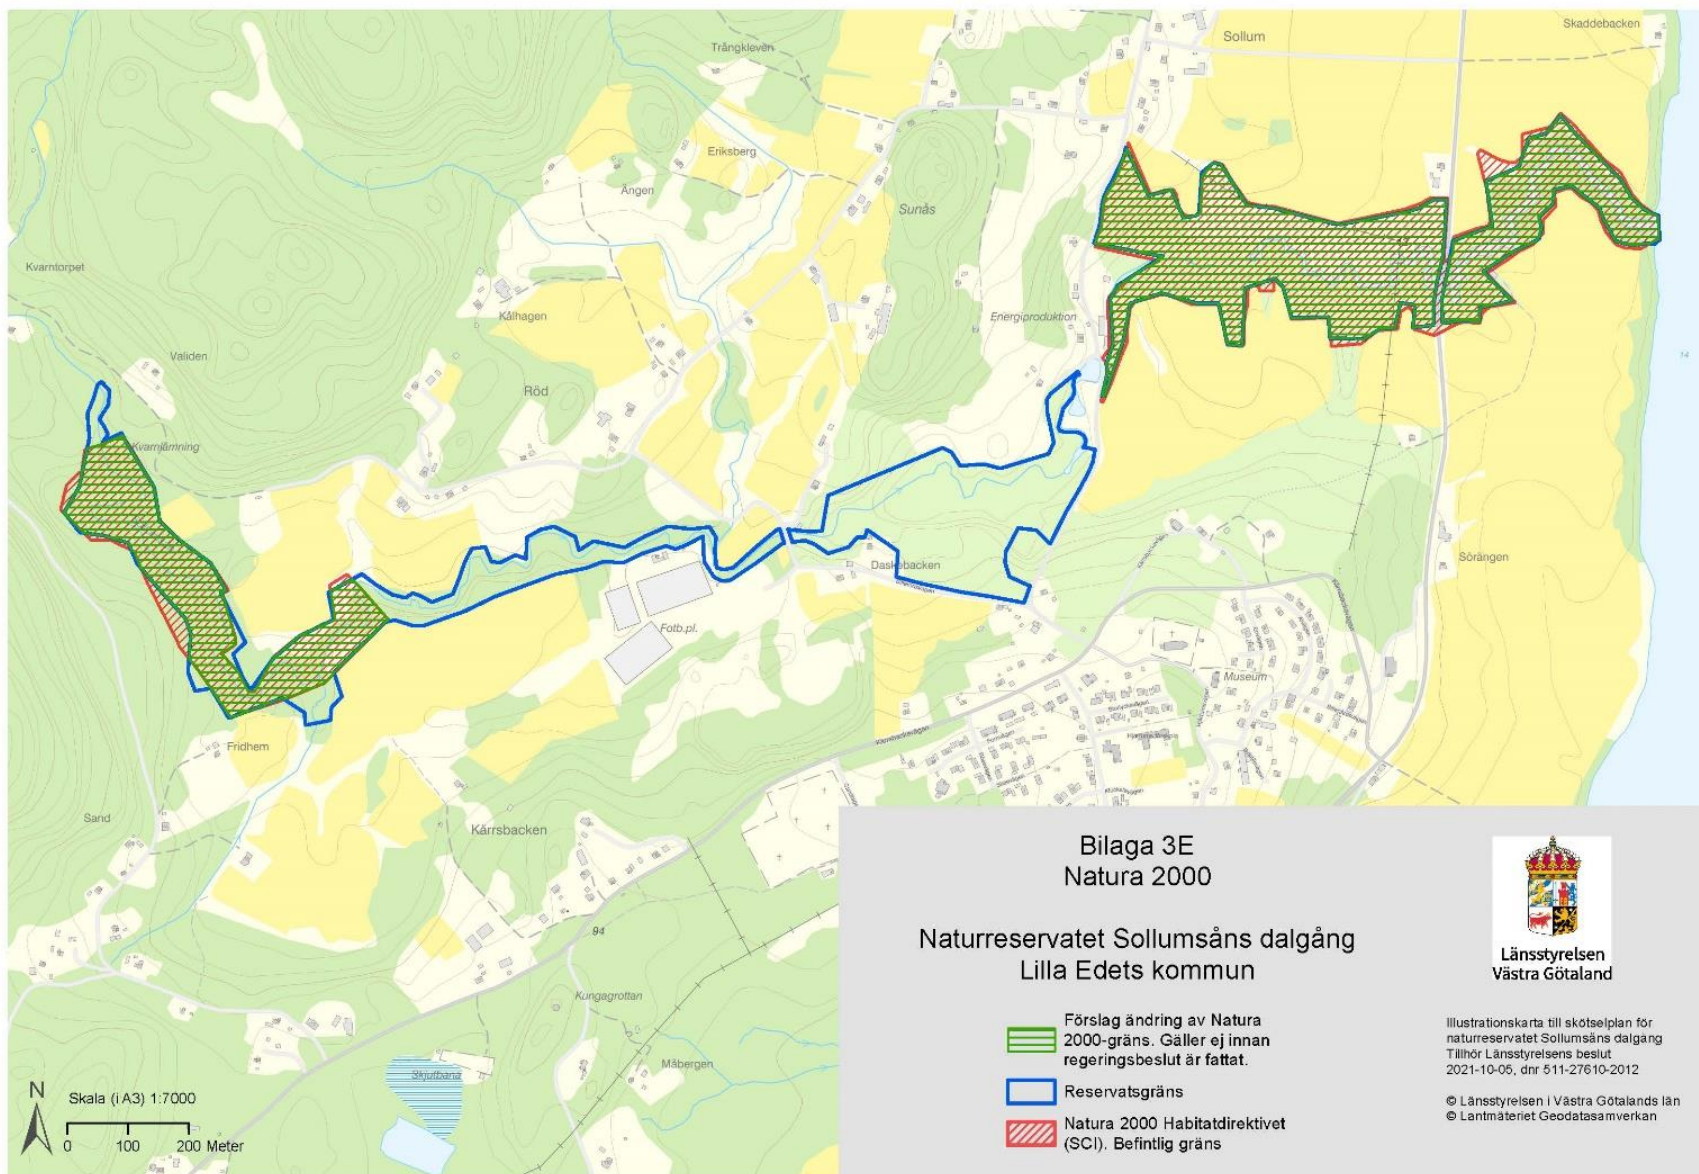 Skaddebacken
Sollum
Trångkleven
Eriksberg
Ängen
Sunås
Kvarntorpet
Kålhagen
Energiproduktion
14
Validen
Röd
Kvarnlämning
Sörängen
Daskebacken
Fotb.pl.
Museum
Fridhem
Klevobackevägen
Sand
Kärrsbacken
94
Kungagrottan
Måbergen
Skjutbana
Bilaga 3E
Natura 2000
Naturreservatet Sollumsåns dalgång
Lilla Edets kommun
Förslag ändring av Natura
2000-gräns. Gäller ej innan
regeringsbeslut är fattat.
Reservatsgräns
Natura 2000 Habitatdirektivet
(SCI). Befintlig gräns
Länsstyrelsen
Västra Götaland
Illustrationskarta till skötselplan för
naturreservatet Sollumsåns dalgång
Tillhör Länsstyrelsens beslut
2021-10-05, dnr 511-27610-2012
© Länsstyrelsen i Västra Götalands län
© Lantmäteriet Geodatasamverkan
N
Skala (i A3) 1:7000
0 100 200 Meter